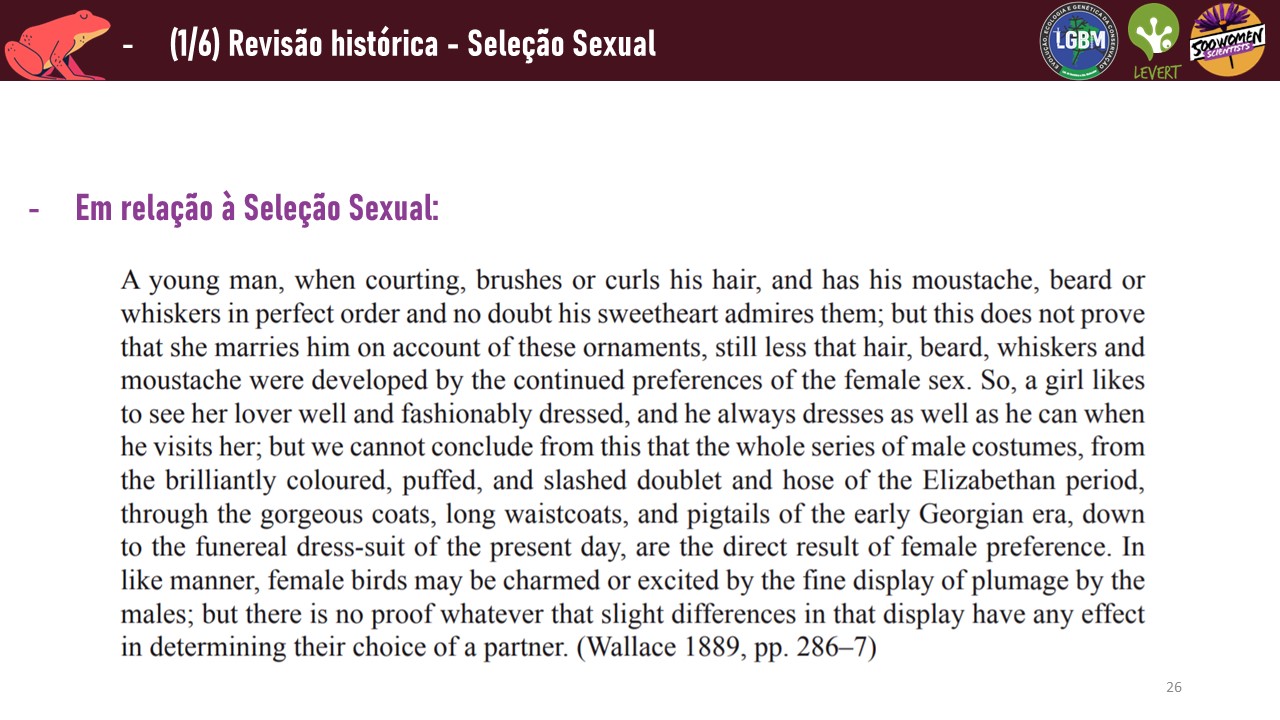 - (1/6) Revisão histórica - Seleção Sexual
EVOLUÇÃO, ECOLOGIA E GENÉTICA DA CONSERVAÇÃO
LGBM
LEVERT
500 WOMEN
SCIENTISTS
- Em relação à Seleção Sexual:
A young man, when courting, brushes or curls his hair, and has his moustache, beard or
whiskers in perfect order and no doubt his sweetheart admires them; but this does not prove
that she marries him on account of these ornaments, still less that hair, beard, whiskers and
moustache were developed by the continued preferences of the female sex. So, a girl likes
to see her lover well and fashionably dressed, and he always dresses as well as he can when
he visits her; but we cannot conclude from this that the whole series of male costumes, from
the brilliantly coloured, puffed, and slashed doublet and hose of the Elizabethan period,
through the gorgeous coats, long waistcoats, and pigtails of the early Georgian era, down
to the funereal dress-suit of the present day, are the direct result of female preference. In
like manner, female birds may be charmed or excited by the fine display of plumage by the
males; but there is no proof whatever that slight differences in that display have any effect
in determining their choice of a partner. (Wallace 1889, pp. 286–7)
26